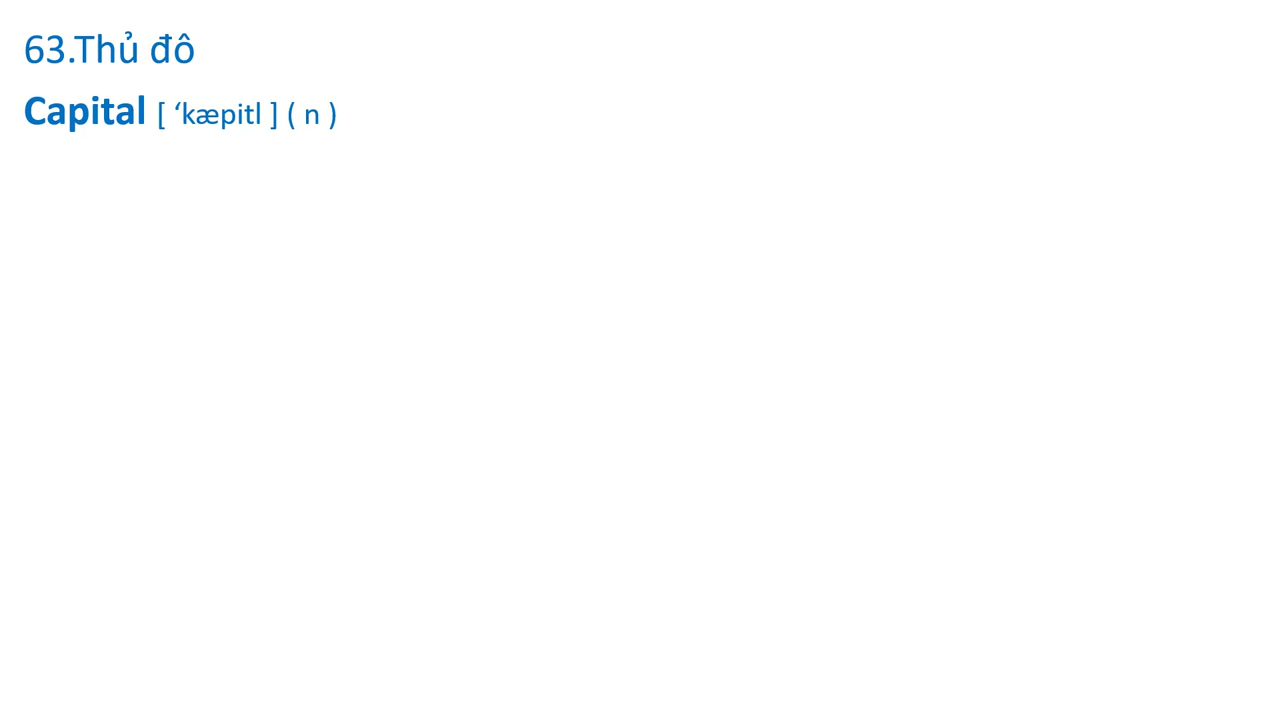 63.Thủ đô
Capital [ ‘kæpitl ] ( n )